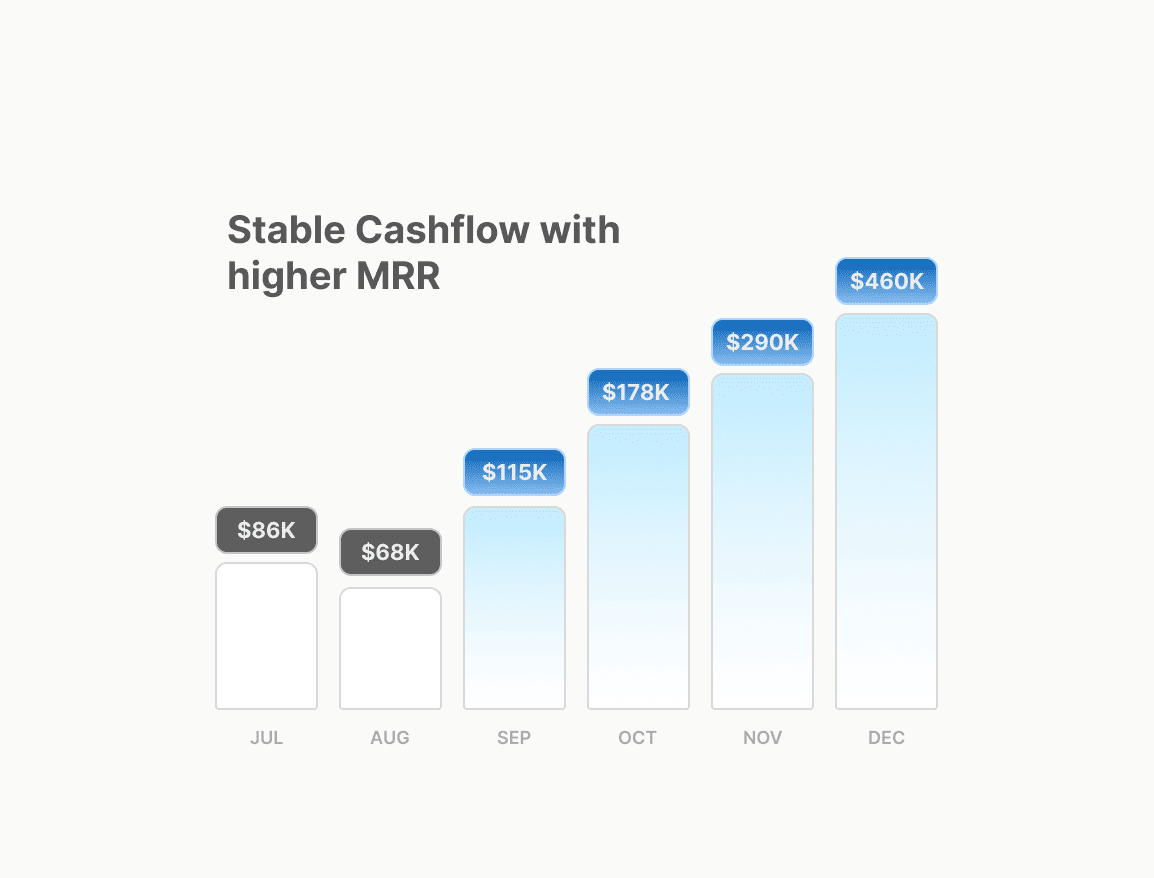 Stable Cashflow with
higher MRR
$460K
$290K
$178K
$115K
$86K
$68K
JUL
AUG
SEP
OCT
NOV
DEC